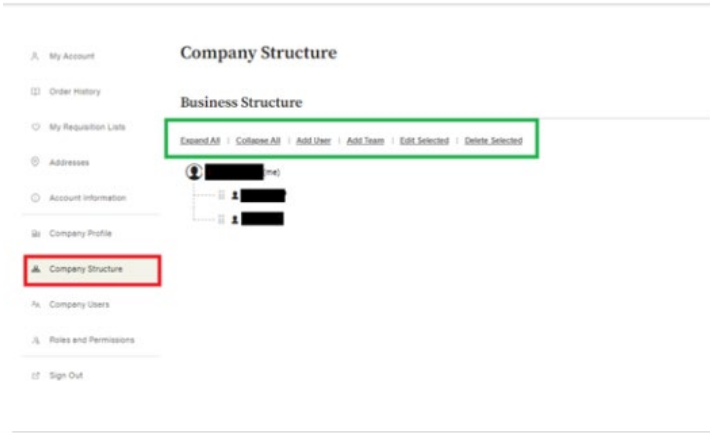 My Account
Order History
My Requisition Lists
Addresses
Account Information
Company Profile
Company Structure
Company Users
Roles and Permissions
Sign Out
Company Structure
Business Structure
Expand All | Collapse All | Add User | Add Team | Edit Selected | Delete Selected
(me)